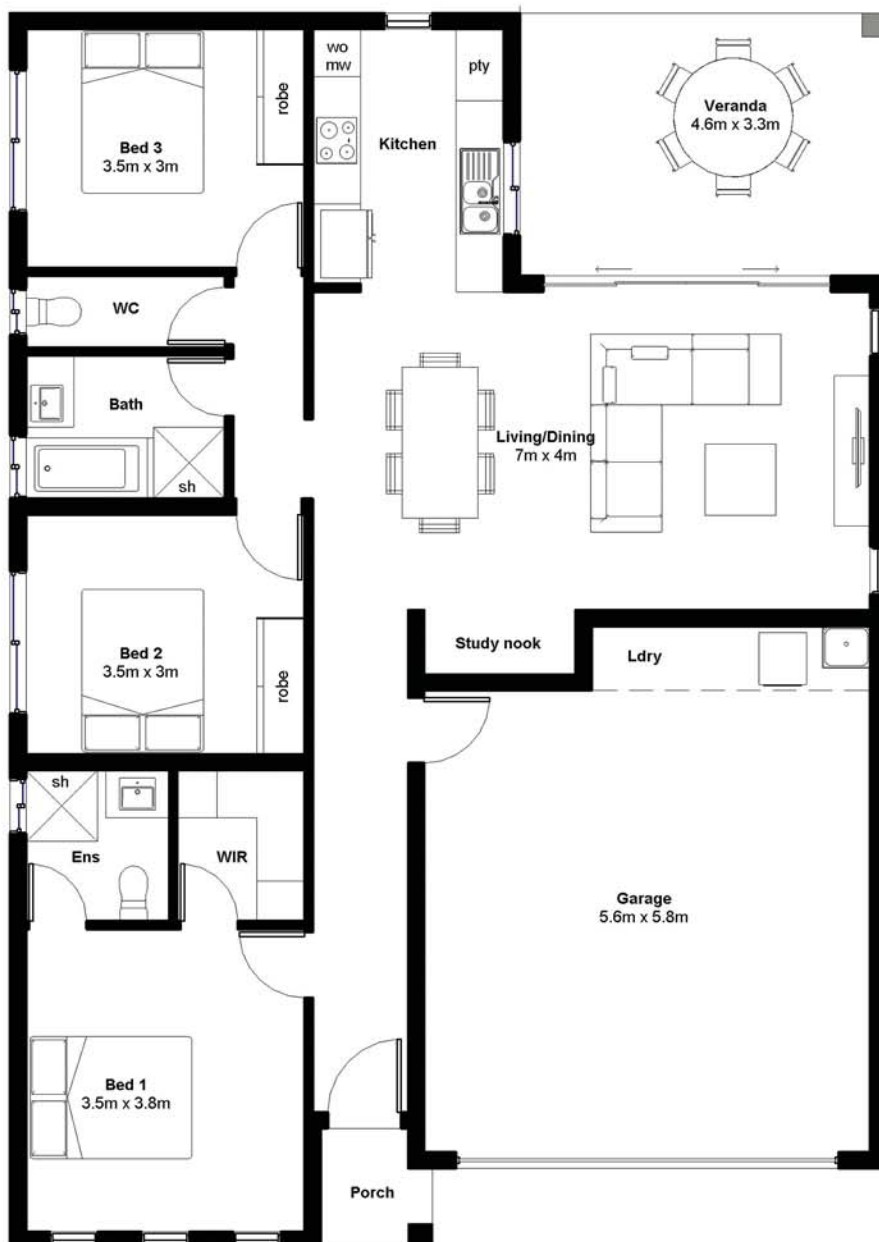 wo
mw
pty
robe
Veranda
4.6m x 3.3m
Bed 3
3.5m x 3m
Kitchen
WC
Bath
sh
Living/Dining
7m x 4m
Bed 2
3.5m x 3m
robe
Study nook
Ldry
sh
Ens
WIR
Garage
5.6m x 5.8m
Bed 1
3.5m x 3.8m
Porch